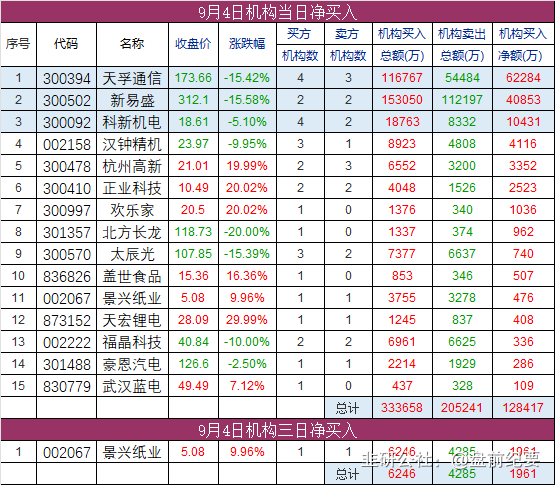 9月4日机构当日净买入
序号 代码 名称 收盘价 涨跌幅 买方 卖方 机构买入 机构卖出 机构买入
机构数 机构数 总额(万) 总额(万) 净额(万)
1 300394 天孚通信 173.66 -15.42% 4 3 116767 54484 62284
2 300502 新易盛 312.1 -15.58% 2 2 153050 112197 40853
3 300092 科新机电 18.61 -5.10% 4 2 18763 8332 10431
4 002158 汉钟精机 23.97 -9.95% 3 1 8923 4808 4116
5 300478 杭州高新 21.01 19.99% 2 3 6552 3200 3352
6 300410 正业科技 10.49 20.02% 2 2 4048 1526 2523
7 300997 欢乐家 20.5 20.02% 1 0 1376 340 1036
8 301357 北方长龙 118.73 -20.00% 1 0 1337 374 962
9 300570 太辰光 107.85 -15.39% 3 2 7377 6637 740
10 836826 盖世食品 15.36 16.36% 1 0 853 346 507
11 002067 景兴纸业 5.08 9.96% 1 1 3755 3278 476
12 873152 天宏锂电 28.09 29.99% 1 1 1245 837 408
13 002222 福晶科技 40.84 -10.00% 2 2 6961 6625 336
14 301488 豪恩汽电 126.6 -2.50% 1 1 2214 1929 286
15 830779 武汉蓝电 49.49 7.12% 1 0 437 328 109
总计 333658 205241 128417
9月4日机构三日净买入
1 002067 景兴纸业 5.08 9.96% 1 1 6246 4285 1961
总计 6246 4285 1961
韭研公社：@盘前纪要